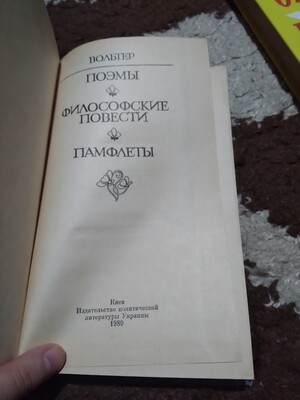 ВОЛЬТЕР
ПОЭМЫ
ФИЛОСОФСКИЕ
ПОВЕСТИ
ПАМФЛЕТЫ
Киев
Издательство политической
литературы Украины
1989